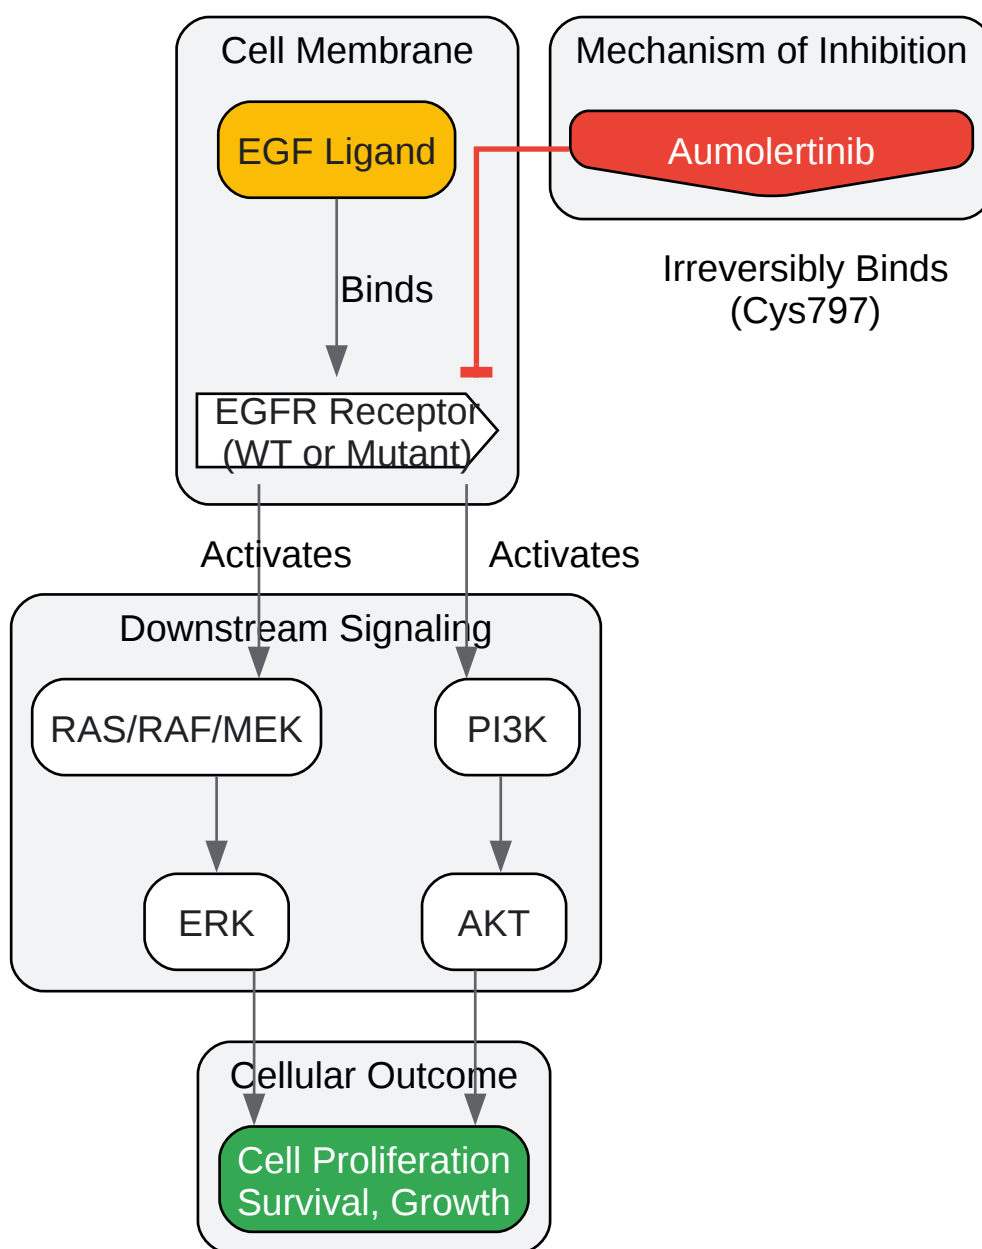 Cell Membrane
Mechanism of Inhibition
EGF Ligand
Aumolertinib
Binds
Irreversibly Binds
(Cys797)
EGFR Receptor
(WT or Mutant)
Activates
Activates
Downstream Signaling
RAS/RAF/MEK
PI3K
ERK
AKT
Cellular Outcome
Cell Proliferation
Survival, Growth